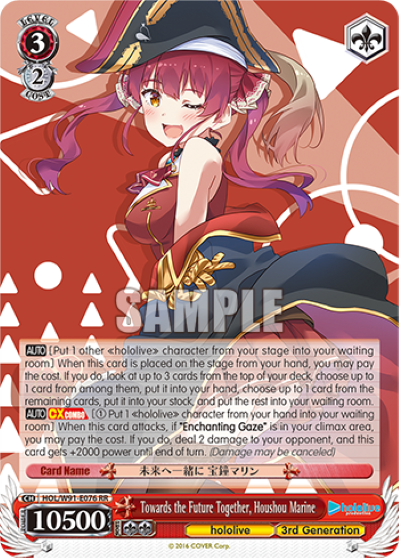 LEVEL
3
2
COST
SAMPLE
AUTO [Put 1 other «hololive» character from your stage into your waiting
room] When this card is placed on the stage from your hand, you may pay
the cost. If you do, look at up to 3 cards from the top of your deck, choose up to
1 card from among them, put it into your hand, choose up to 1 card from the
remaining cards, put it into your stock, and put the rest into your waiting room.
AUTO CX COMBO [① Put 1 «hololive» character from your hand into your waiting
room] When this card attacks, if "Enchanting Gaze" is in your climax
area, you may pay the cost. If you do, deal 2 damage to your opponent, and this
card gets +2000 power until end of turn. (Damage may be canceled)
Card Name 未来へ一緒に 宝鐘マリン
CH HOL/W91-E076 RR
Towards the Future Together, Houshou Marine
hololive
10500
hololive
3rd Generation
© 2016 COVER Corp.